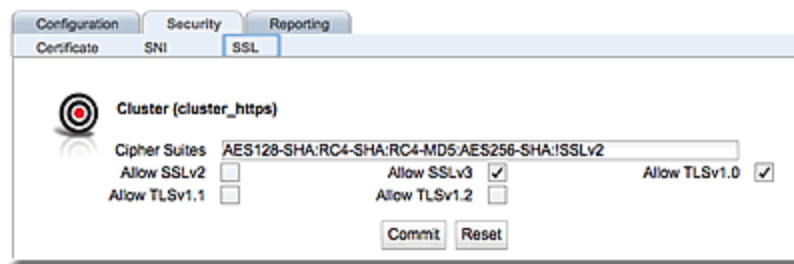 Configuration Security Reporting
Certificate SNI SSL
Cluster (cluster_https)
Cipher Suites AES128-SHA:RC4-SHA:RC4-MD5:AES256-SHA:!SSLv2
Allow SSLv2 Allow SSLv3 Allow TLSv1.0
Allow TLSv1.1 Allow TLSv1.2
Commit Reset